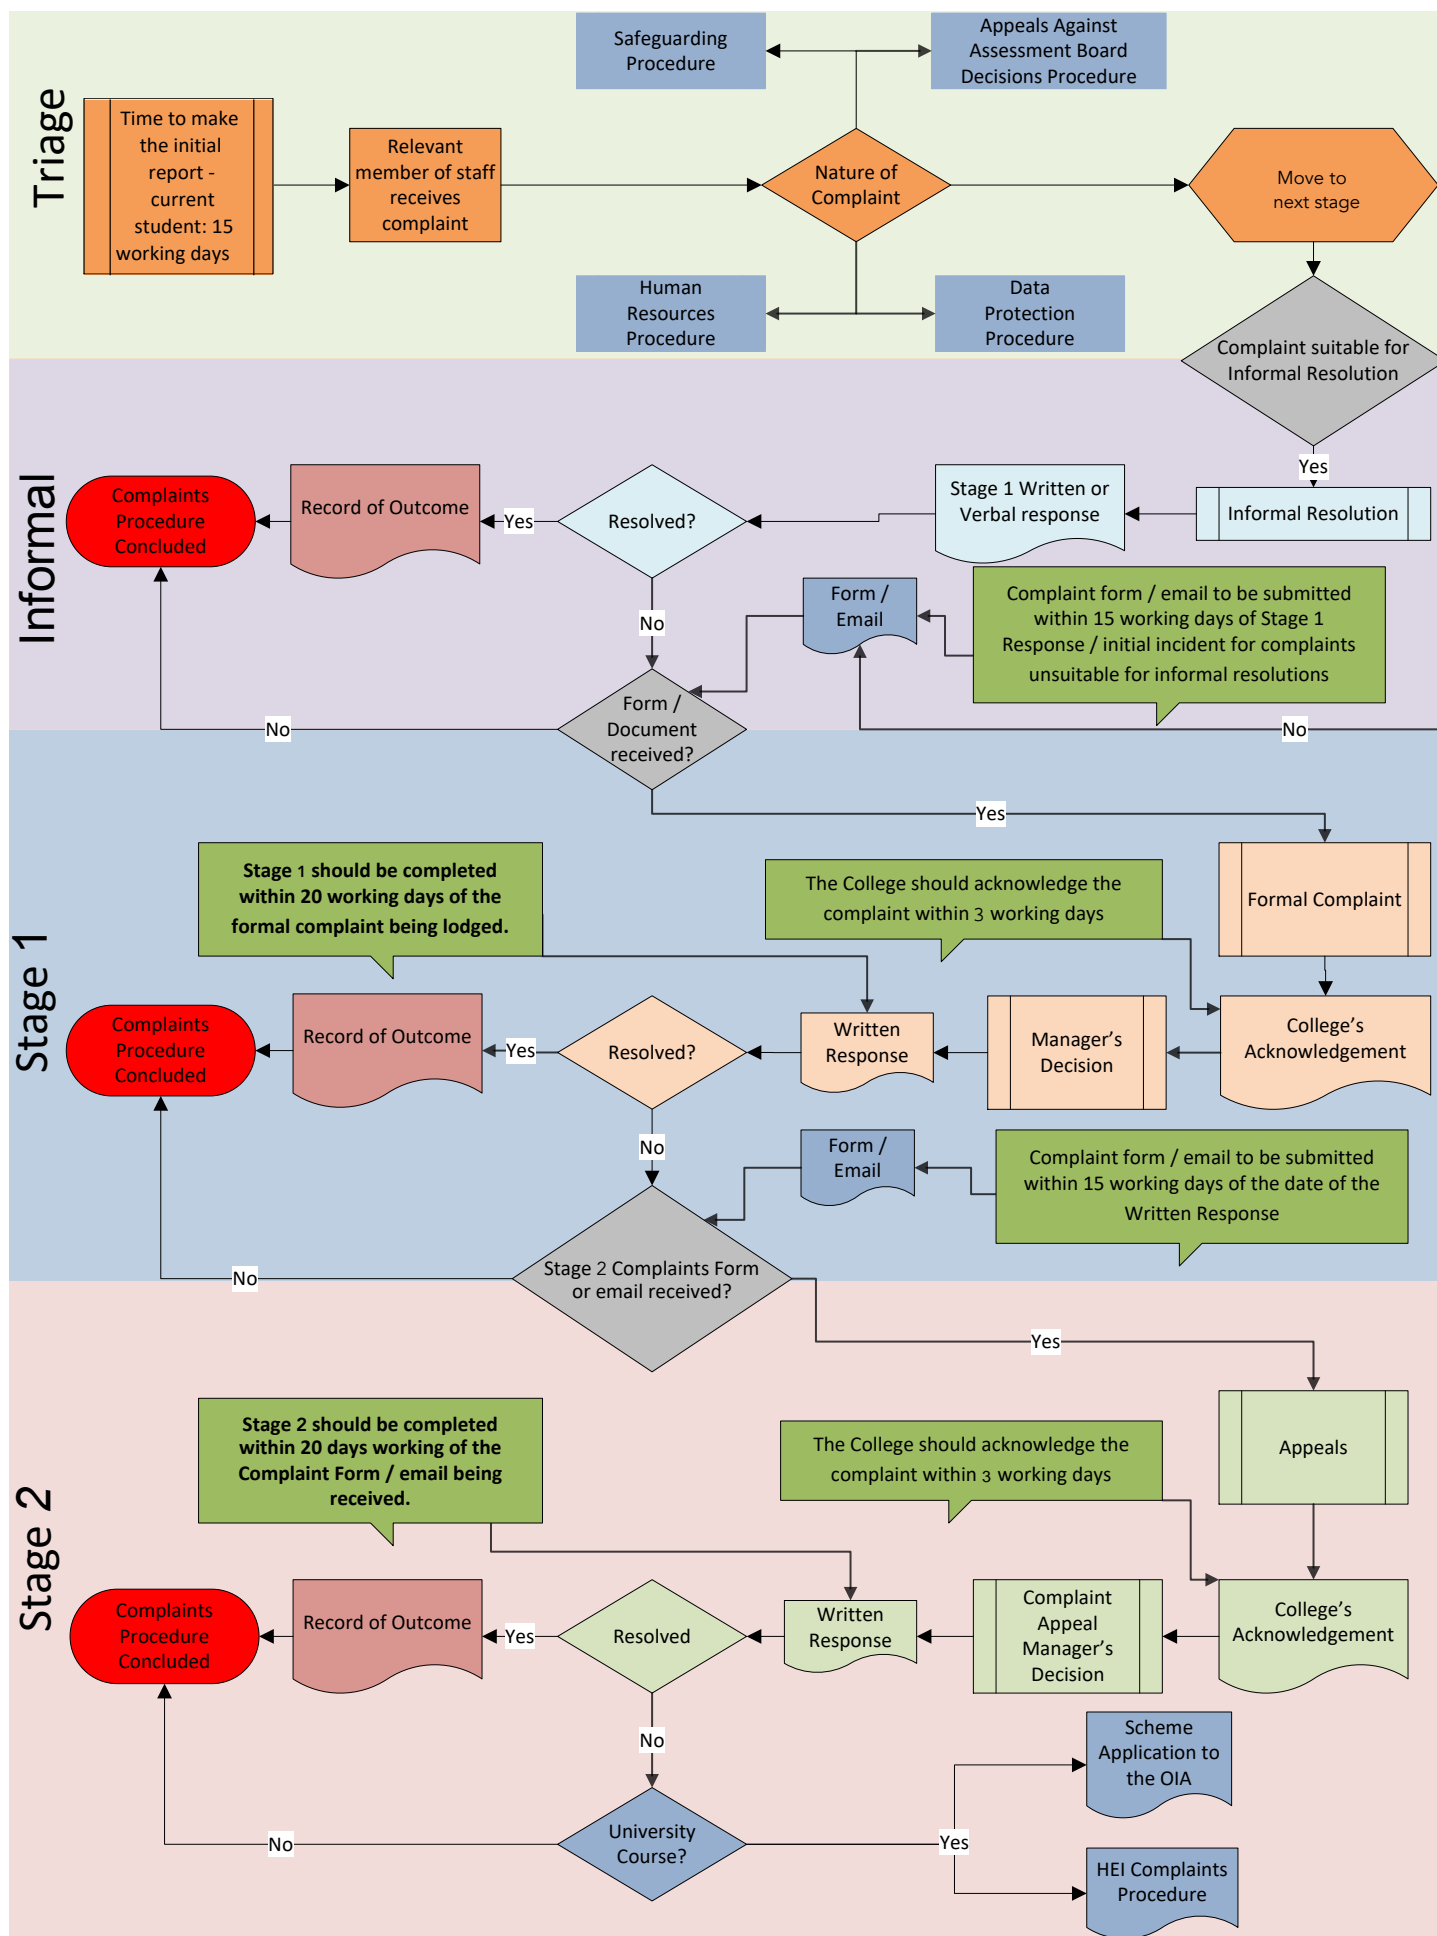 Triage
Time to make
the initial
report -
current
student: 15
working days
Relevant
member of staff
receives
complaint
Safeguarding
Procedure
Appeals Against
Assessment Board
Decisions Procedure
Nature of
Complaint
Move to
next stage
Human
Resources
Procedure
Data
Protection
Procedure
Complaint suitable for
Informal Resolution
Informal
Yes
Informal Resolution
Stage 1 Written or
Verbal response
Resolved?
Yes
Record of Outcome
Complaints
Procedure
Concluded
No
Form /
Email
Complaint form / email to be submitted
within 15 working days of Stage 1
Response / initial incident for complaints
unsuitable for informal resolutions
Form /
Document
received?
No
No
Yes
Stage 1
Stage 1 should be completed
within 20 working days of the
formal complaint being lodged.
The College should acknowledge the
complaint within 3 working days
Formal Complaint
College's
Acknowledgement
Manager's
Decision
Written
Response
Resolved?
Yes
Record of Outcome
Complaints
Procedure
Concluded
No
Form /
Email
Complaint form / email to be submitted
within 15 working days of the date of the
Written Response
Stage 2 Complaints Form
or email received?
No
Yes
Stage 2
Stage 2 should be completed
within 20 days working of the
Complaint Form / email being
received.
The College should acknowledge the
complaint within 3 working days
Appeals
College's
Acknowledgement
Complaint
Appeal
Manager's
Decision
Written
Response
Resolved
Yes
Record of Outcome
Complaints
Procedure
Concluded
No
University
Course?
No
Yes
Scheme
Application to
the OIA
HEI Complaints
Procedure